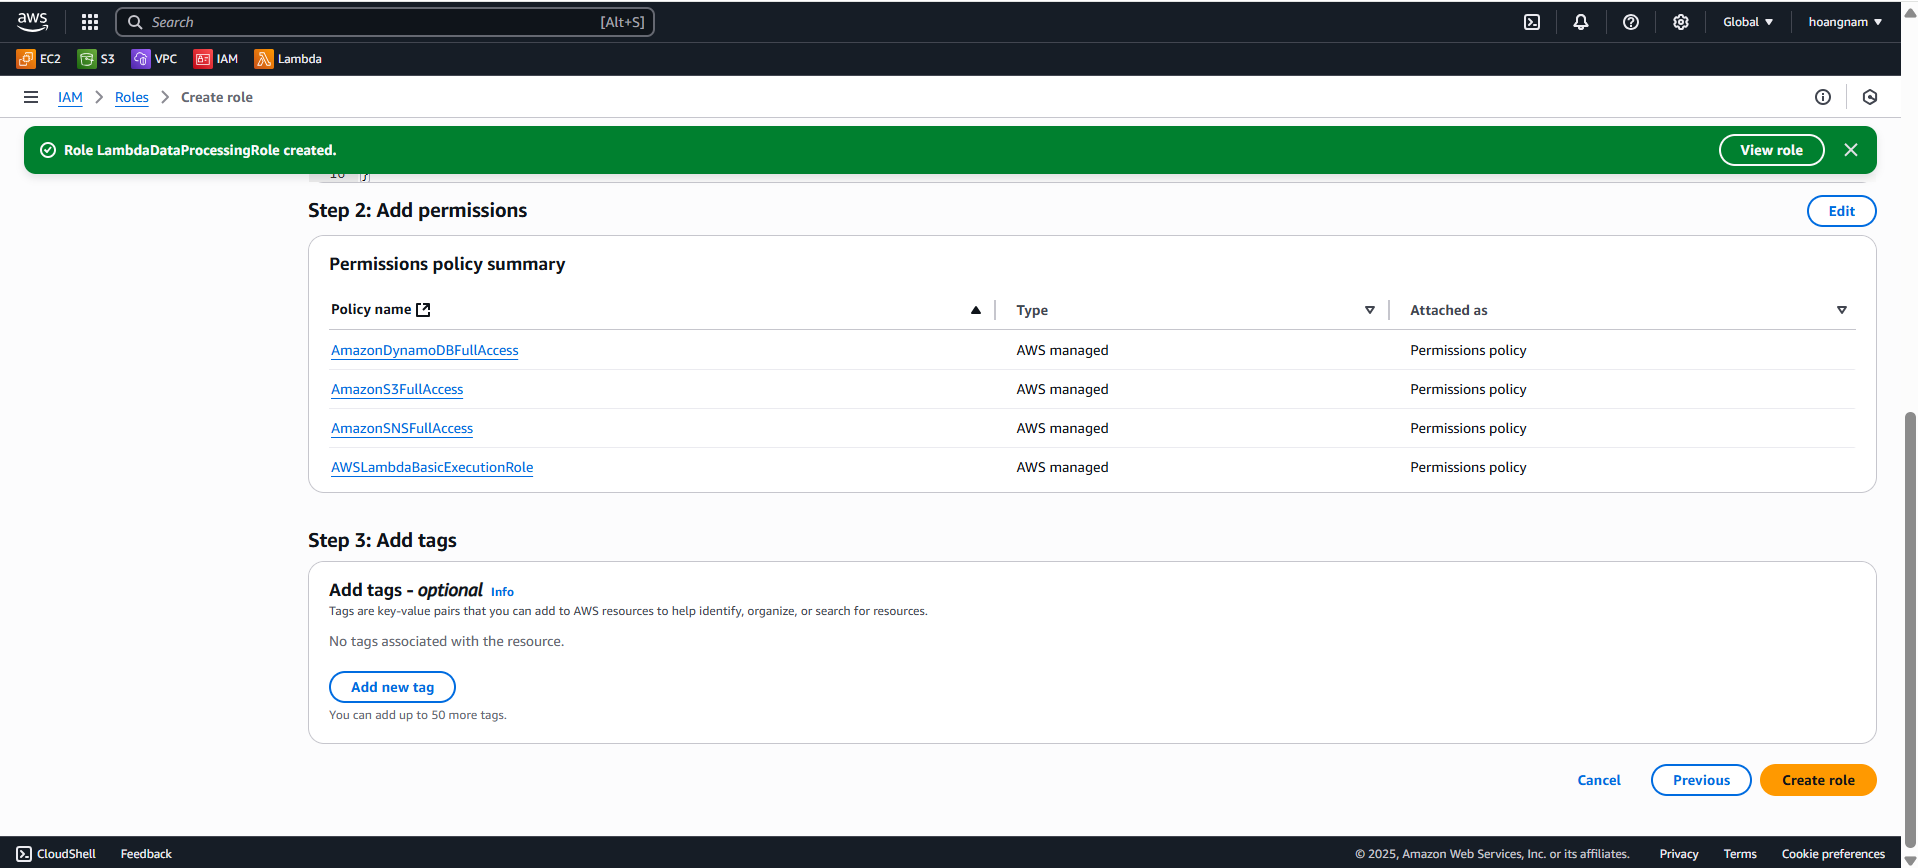 aws
Search [Alt+S]
Global
hoangnam
EC2 S3 VPC IAM Lambda
IAM Roles Create role
Role LambdaDataProcessingRole created.
View role
}
Step 2: Add permissions
Edit
Permissions policy summary
Policy name Type Attached as
AmazonDynamoDBFullAccess AWS managed Permissions policy
AmazonS3FullAccess AWS managed Permissions policy
AmazonSNSFullAccess AWS managed Permissions policy
AWSLambdaBasicExecutionRole AWS managed Permissions policy
Step 3: Add tags
Add tags - optional Info
Tags are key-value pairs that you can add to AWS resources to help identify, organize, or search for resources.
No tags associated with the resource.
Add new tag
You can add up to 50 more tags.
Cancel Previous Create role
CloudShell Feedback © 2025, Amazon Web Services, Inc. or its affiliates. Privacy Terms Cookie preferences